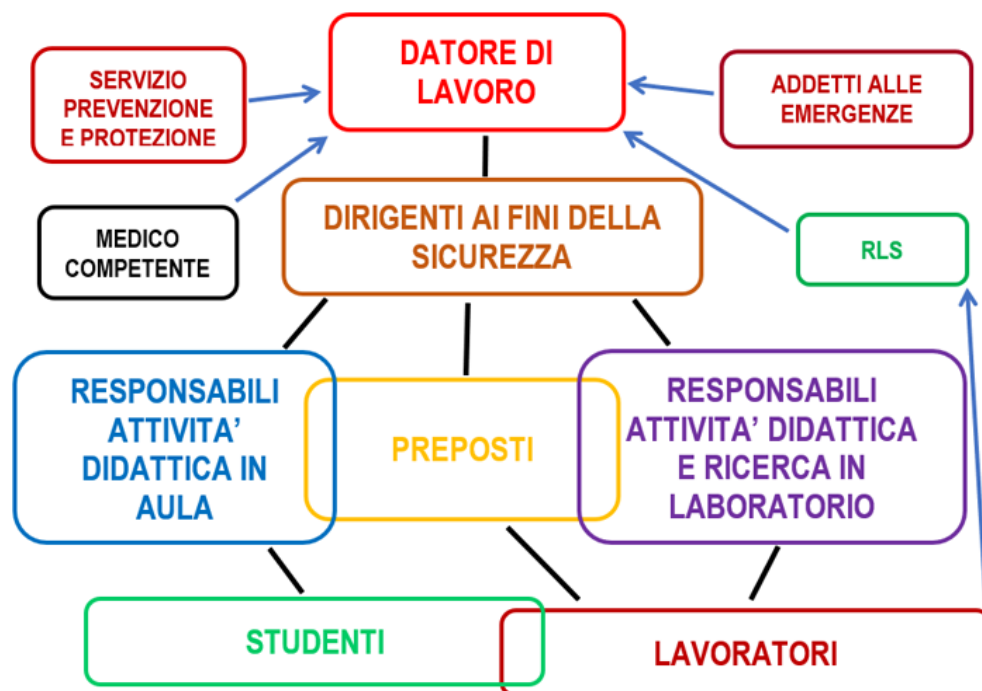 DATORE DI
LAVORO
SERVIZIO
PREVENZIONE
E PROTEZIONE
ADDETTI ALLE
EMERGENZE
MEDICO
COMPETENTE
DIRIGENTI AI FINI DELLA
SICUREZZA
RLS
RESPONSABILI
ATTIVITA’
DIDATTICA IN
AULA
PREPOSTI
RESPONSABILI
ATTIVITA’ DIDATTICA
E RICERCA IN
LABORATORIO
STUDENTI
LAVORATORI